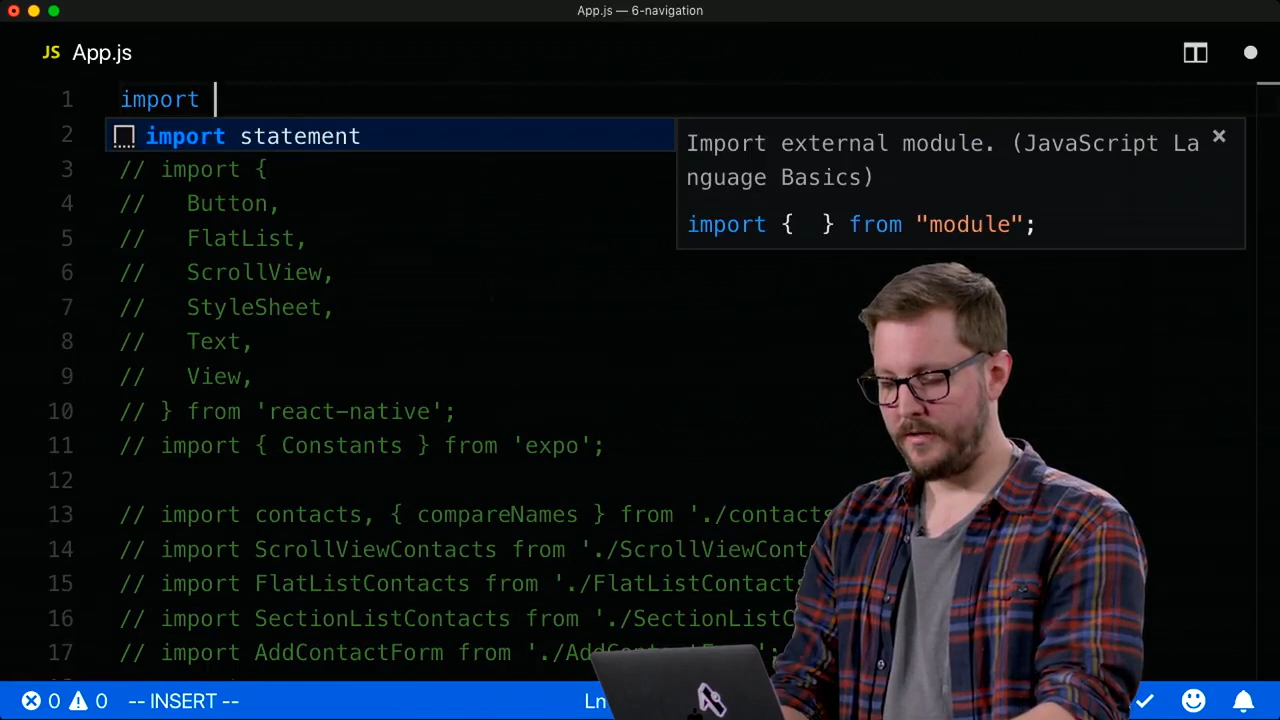 App.js — 6-navigation
JS App.js
1 import
2 import statement
Import external module. (JavaScript La
nguage Basics)
import {  } from "module";
3 // import {
4 //   Button,
5 //   FlatList,
6 //   ScrollView,
7 //   StyleSheet,
8 //   Text,
9 //   View,
10 // } from 'react-native';
11 // import { Constants } from 'expo';
12
13 // import contacts, { compareNames } from './contacts
14 // import ScrollViewContacts from './ScrollViewCont
15 // import FlatListContacts from './FlatListContacts
16 // import SectionListContacts from './SectionListC
17 // import AddContactForm from
0 0 -- INSERT -- Ln